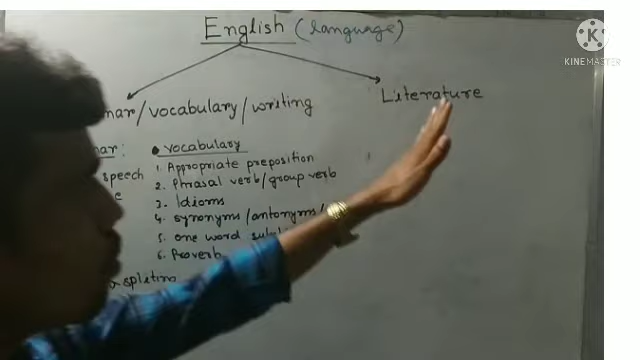 English (language)
mar/vocabulary/writing
Literature
mar:
• vocabulary
speech
1. Appropriate preposition
2. Phrasal verb/group verb
3. Idioms
4. synonyms/antonyms/
5. one word
6. Proverb
spliting
KINEMASTER